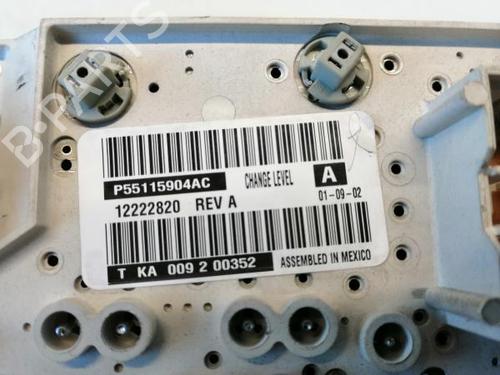 B-PARTS
P55115904AC CHANGE LEVEL A
12222820 REV A 01-09-02
T KA 009 2 00352 ASSEMBLED IN MEXICO